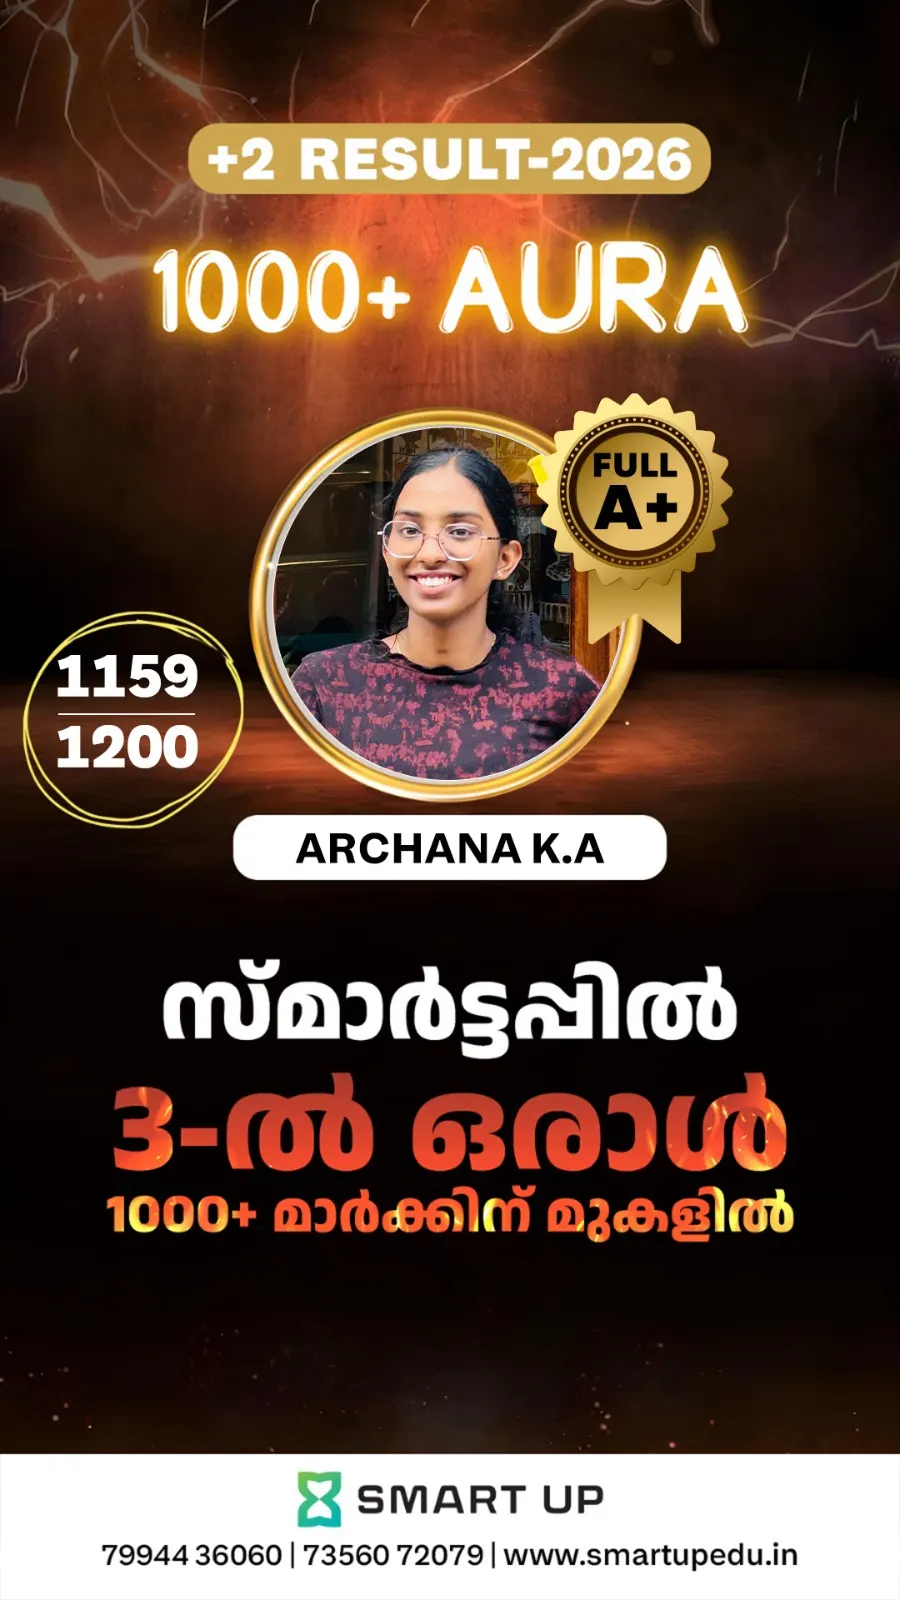 +2 RESULT-2026
1000+ AURA
FULL
A+
1159
1200
ARCHANA K.A
സ്മാർട്ടപ്പിൽ
3-ൽ ഒരാൾ
1000+ മാർക്കിന് മുകളിൽ
SMART UP
79944 36060 | 73560 72079 | www.smartupedu.in